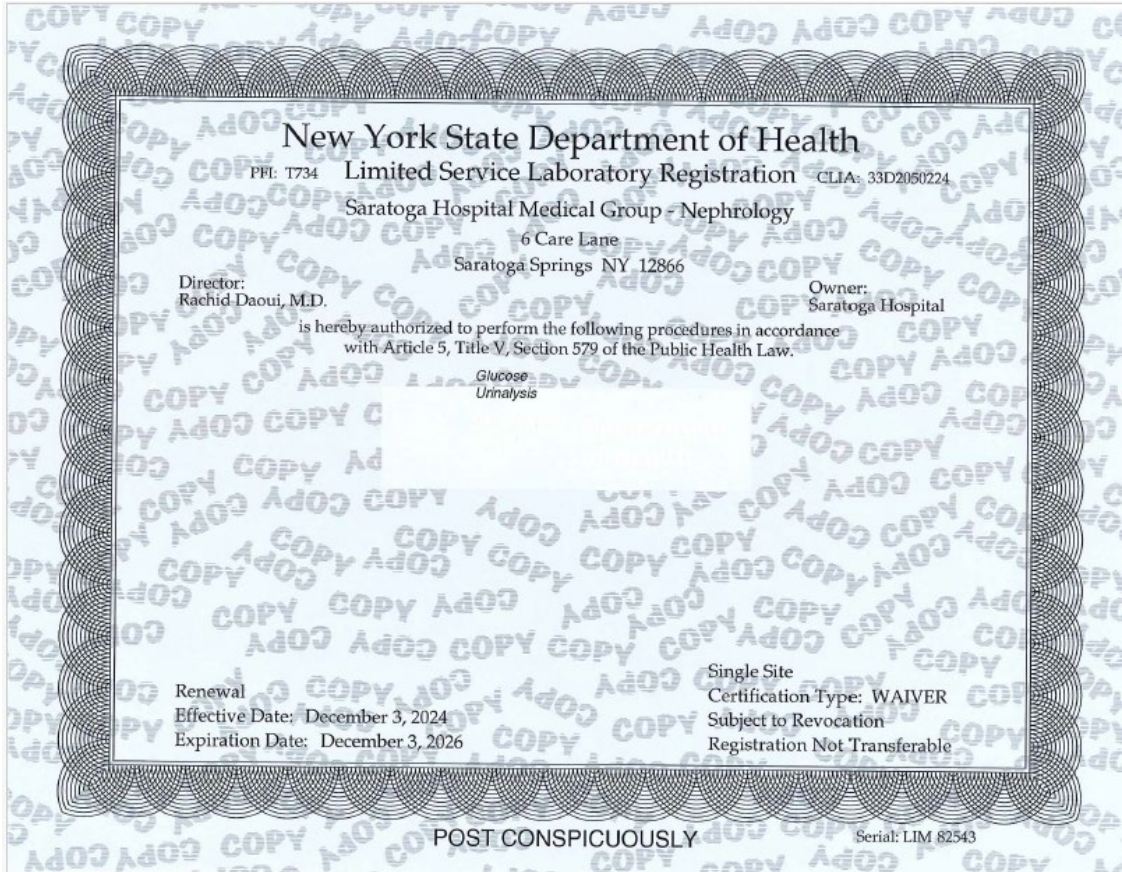 New York State Department of Health
PFI: T734 Limited Service Laboratory Registration CLIA: 33D2050224
Saratoga Hospital Medical Group - Nephrology
6 Care Lane
Saratoga Springs NY 12866
Director:
Rachid Daoui, M.D.
Owner:
Saratoga Hospital
is hereby authorized to perform the following procedures in accordance
with Article 5, Title V, Section 579 of the Public Health Law.
Glucose
Urinalysis
Renewal
Effective Date: December 3, 2024
Expiration Date: December 3, 2026
Single Site
Certification Type: WAIVER
Subject to Revocation
Registration Not Transferable
POST CONSPICUOUSLY
Serial: LIM 82543
COPY